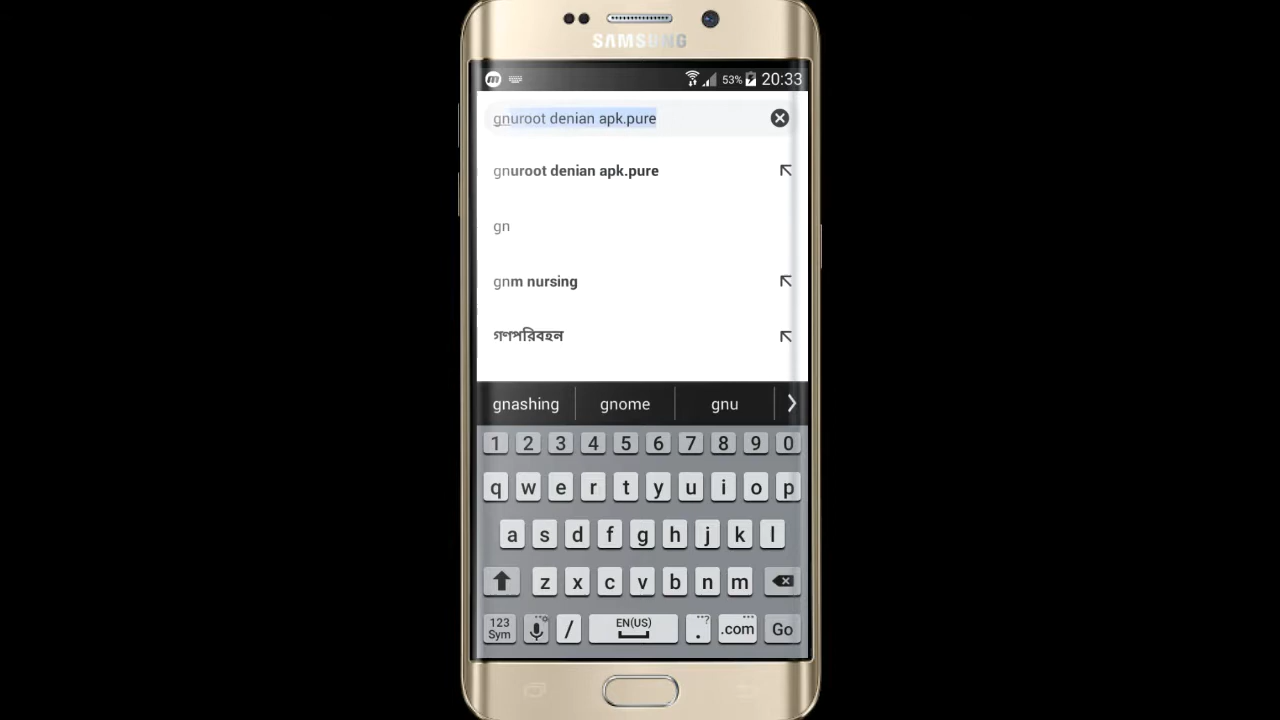 SAMSUNG
53% 20:33
gnuroot denian apk.pure
gnuroot denian apk.pure
gn
gnm nursing
গণপরিবহন
gnashing gnome gnu
1 2 3 4 5 6 7 8 9 0
q w e r t y u i o p
a s d f g h j k l
z x c v b n m
123 Sym / EN(US) . .com Go